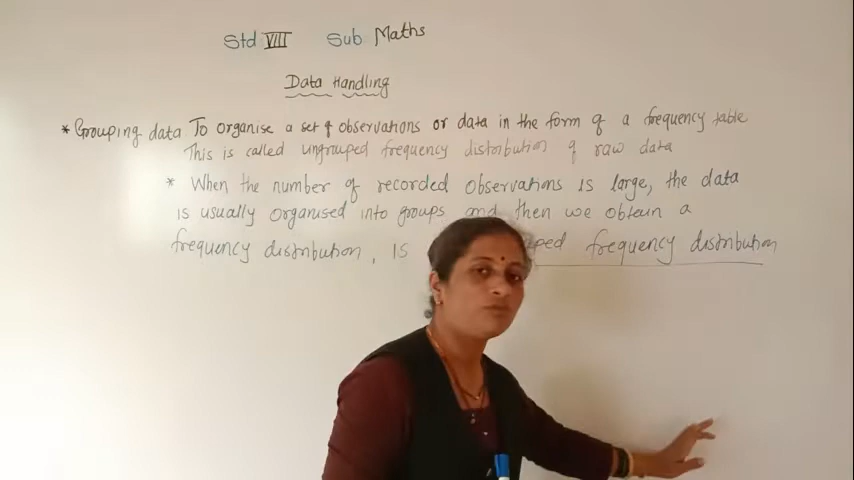 Std VIII Sub Maths
Data Handling
* Grouping data To organise a set of observations or data in the form of a frequency table
This is called ungrouped frequency distribution of raw data
* When the number of recorded observations is large, the data
is usually organised into groups and then we obtain a
frequency distribution, is frequency distribution